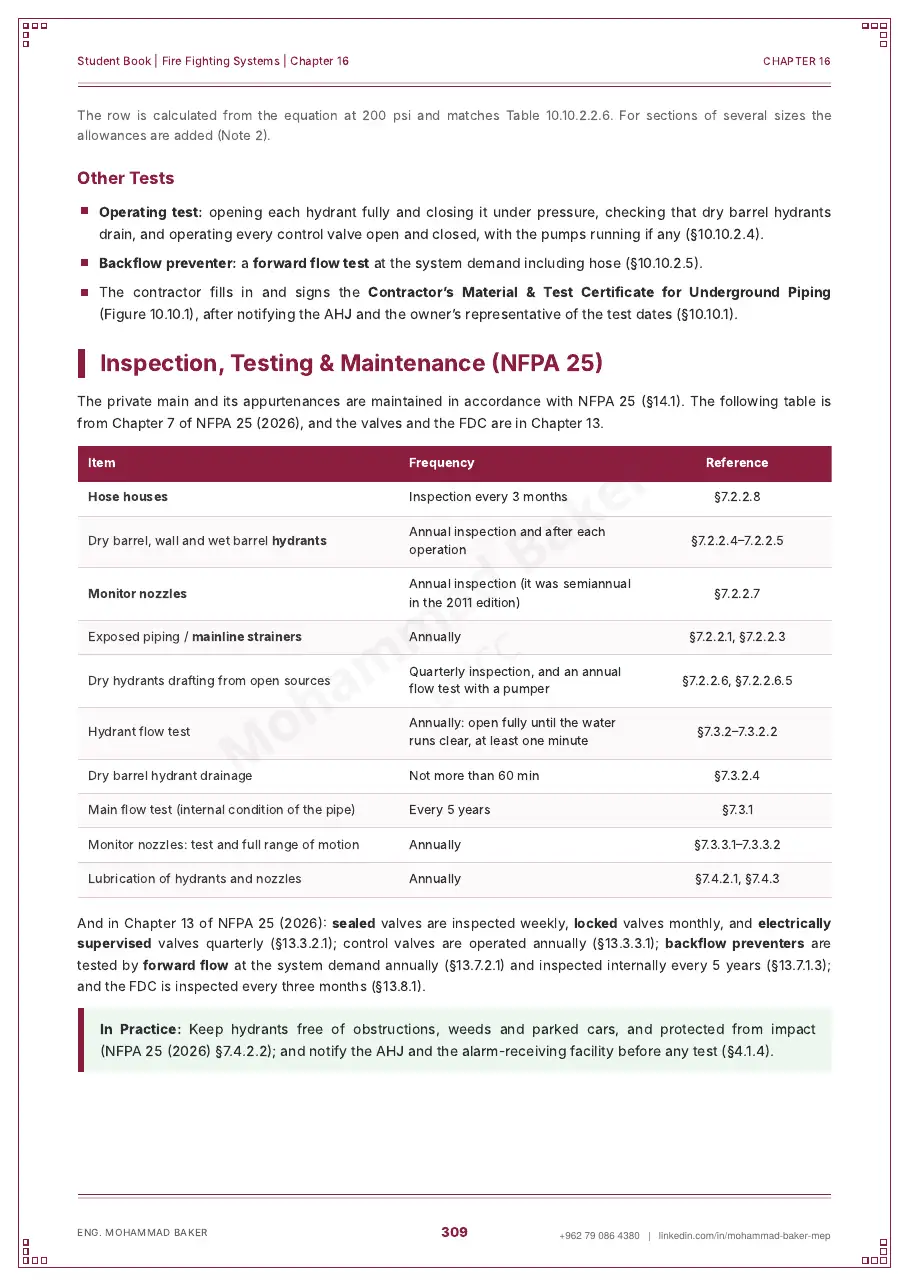 Student Book | Fire Fighting Systems | Chapter 16
CHAPTER 16
The row is calculated from the equation at 200 psi and matches Table 10.10.2.2.6. For sections of several sizes the
allowances are added (Note 2).
Other Tests
Operating test: opening each hydrant fully and closing it under pressure, checking that dry barrel hydrants
drain, and operating every control valve open and closed, with the pumps running if any (§10.10.2.4).
Backflow preventer: a forward flow test at the system demand including hose (§10.10.2.5).
The contractor fills in and signs the Contractor’s Material & Test Certificate for Underground Piping
(Figure 10.10.1), after notifying the AHJ and the owner’s representative of the test dates (§10.10.1).
Inspection, Testing & Maintenance (NFPA 25)
The private main and its appurtenances are maintained in accordance with NFPA 25 (§14.1). The following table is
from Chapter 7 of NFPA 25 (2026), and the valves and the FDC are in Chapter 13.
Item Frequency Reference
Hose houses Inspection every 3 months §7.2.2.8
Dry barrel, wall and wet barrel hydrants Annual inspection and after each
operation §7.2.2.4–7.2.2.5
Monitor nozzles Annual inspection (it was semiannual
in the 2011 edition) §7.2.2.7
Exposed piping / mainline strainers Annually §7.2.2.1, §7.2.2.3
Dry hydrants drafting from open sources Quarterly inspection, and an annual
flow test with a pumper §7.2.2.6, §7.2.2.6.5
Hydrant flow test Annually: open fully until the water
runs clear, at least one minute §7.3.2–7.3.2.2
Dry barrel hydrant drainage Not more than 60 min §7.3.2.4
Main flow test (internal condition of the pipe) Every 5 years §7.3.1
Monitor nozzles: test and full range of motion Annually §7.3.3.1–7.3.3.2
Lubrication of hydrants and nozzles Annually §7.4.2.1, §7.4.3
And in Chapter 13 of NFPA 25 (2026): sealed valves are inspected weekly, locked valves monthly, and electrically
supervised valves quarterly (§13.3.2.1); control valves are operated annually (§13.3.3.1); backflow preventers are
tested by forward flow at the system demand annually (§13.7.2.1) and inspected internally every 5 years (§13.7.1.3);
and the FDC is inspected every three months (§13.8.1).
In Practice: Keep hydrants free of obstructions, weeds and parked cars, and protected from impact
(NFPA 25 (2026) §7.4.2.2); and notify the AHJ and the alarm-receiving facility before any test (§4.1.4).
Mohammad Baker
ENG. MOHAMMAD BAKER
309
+962 79 086 4380 | linkedin.com/in/mohammad-baker-mep